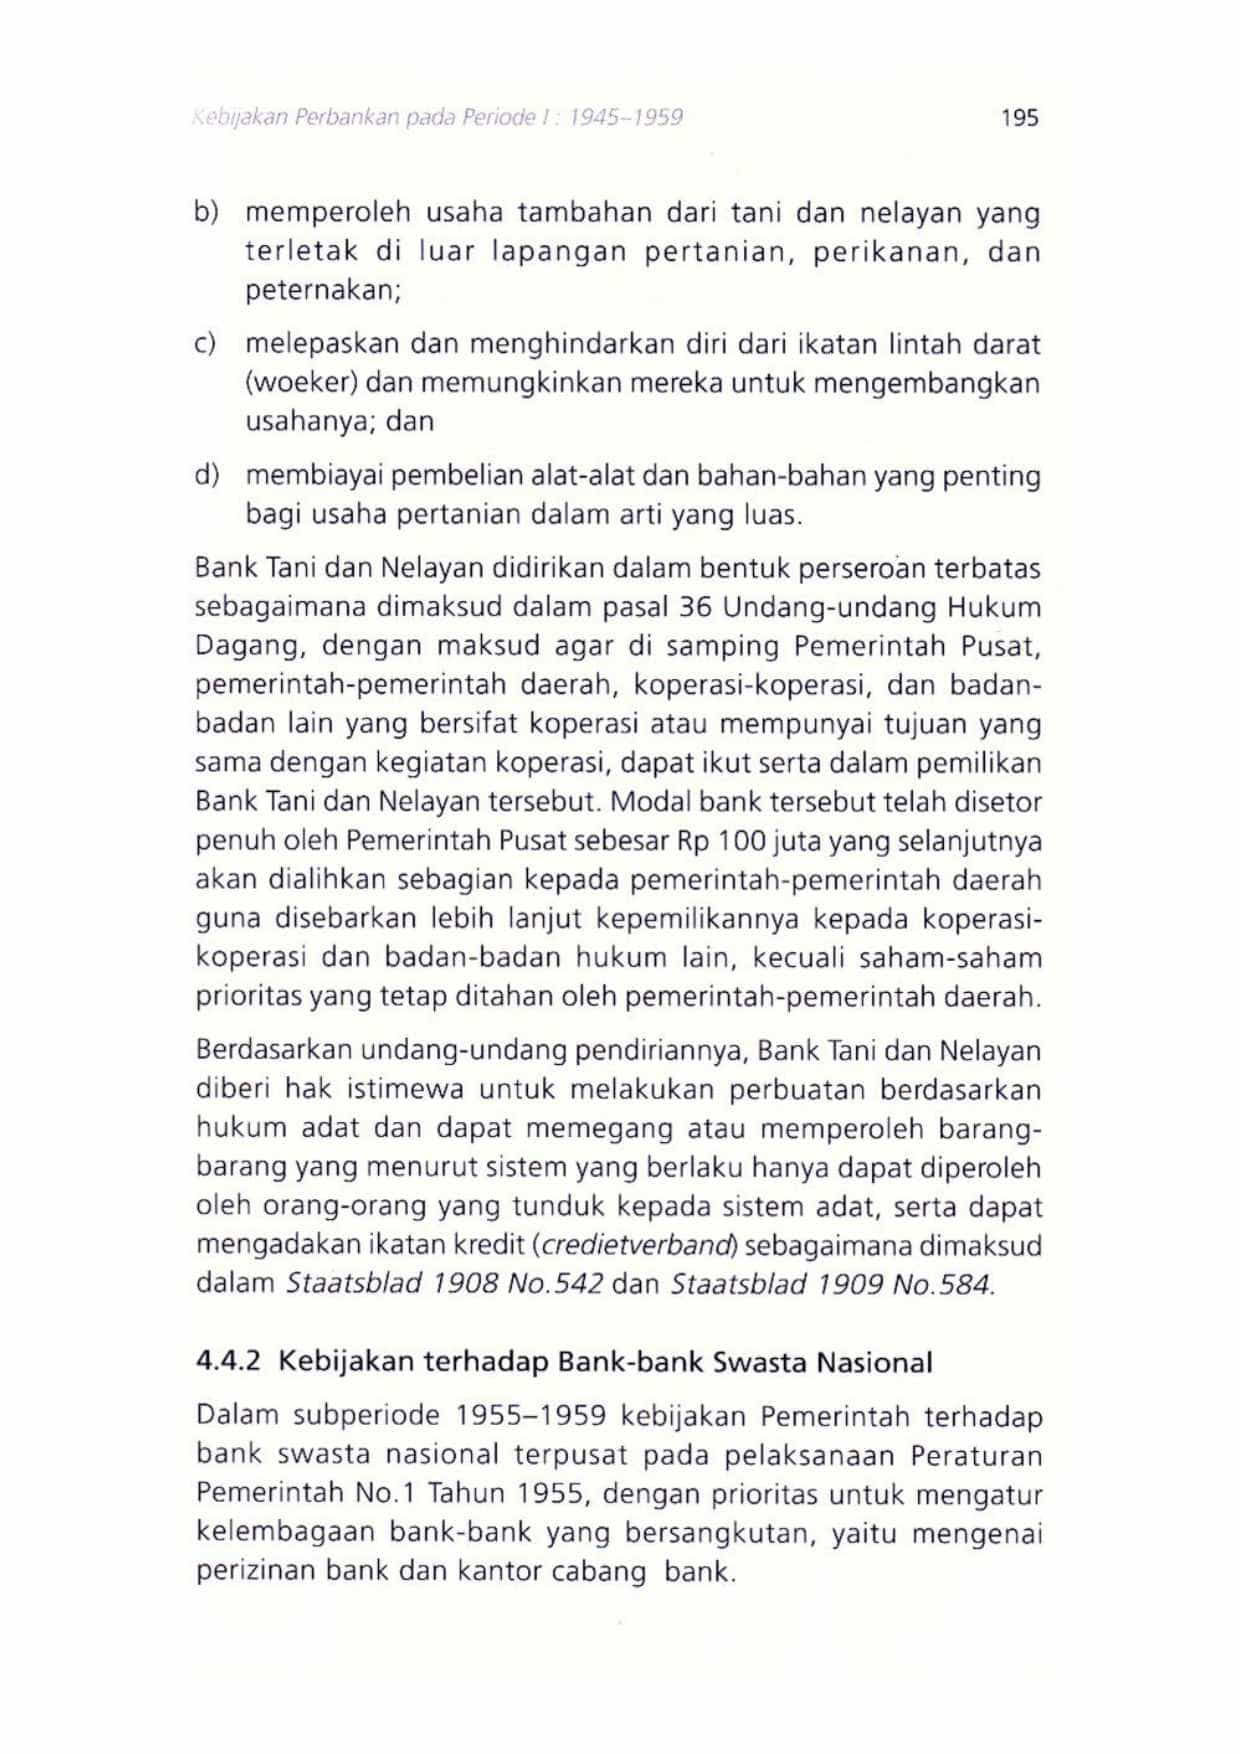 Kebijakan Perbankan pada Periode I : 1945–1959 195
b) memperoleh usaha tambahan dari tani dan nelayan yang
terletak di luar lapangan pertanian, perikanan, dan
peternakan;
c) melepaskan dan menghindarkan diri dari ikatan lintah darat
(woeker) dan memungkinkan mereka untuk mengembangkan
usahanya; dan
d) membiayai pembelian alat-alat dan bahan-bahan yang penting
bagi usaha pertanian dalam arti yang luas.
Bank Tani dan Nelayan didirikan dalam bentuk perseroan terbatas
sebagaimana dimaksud dalam pasal 36 Undang-undang Hukum
Dagang, dengan maksud agar di samping Pemerintah Pusat,
pemerintah-pemerintah daerah, koperasi-koperasi, dan badan-
badan lain yang bersifat koperasi atau mempunyai tujuan yang
sama dengan kegiatan koperasi, dapat ikut serta dalam pemilikan
Bank Tani dan Nelayan tersebut. Modal bank tersebut telah disetor
penuh oleh Pemerintah Pusat sebesar Rp 100 juta yang selanjutnya
akan dialihkan sebagian kepada pemerintah-pemerintah daerah
guna disebarkan lebih lanjut kepemilikannya kepada koperasi-
koperasi dan badan-badan hukum lain, kecuali saham-saham
prioritas yang tetap ditahan oleh pemerintah-pemerintah daerah.
Berdasarkan undang-undang pendiriannya, Bank Tani dan Nelayan
diberi hak istimewa untuk melakukan perbuatan berdasarkan
hukum adat dan dapat memegang atau memperoleh barang-
barang yang menurut sistem yang berlaku hanya dapat diperoleh
oleh orang-orang yang tunduk kepada sistem adat, serta dapat
mengadakan ikatan kredit (credietverband) sebagaimana dimaksud
dalam Staatsblad 1908 No.542 dan Staatsblad 1909 No.584.
4.4.2 Kebijakan terhadap Bank-bank Swasta Nasional
Dalam subperiode 1955–1959 kebijakan Pemerintah terhadap
bank swasta nasional terpusat pada pelaksanaan Peraturan
Pemerintah No.1 Tahun 1955, dengan prioritas untuk mengatur
kelembagaan bank-bank yang bersangkutan, yaitu mengenai
perizinan bank dan kantor cabang bank.